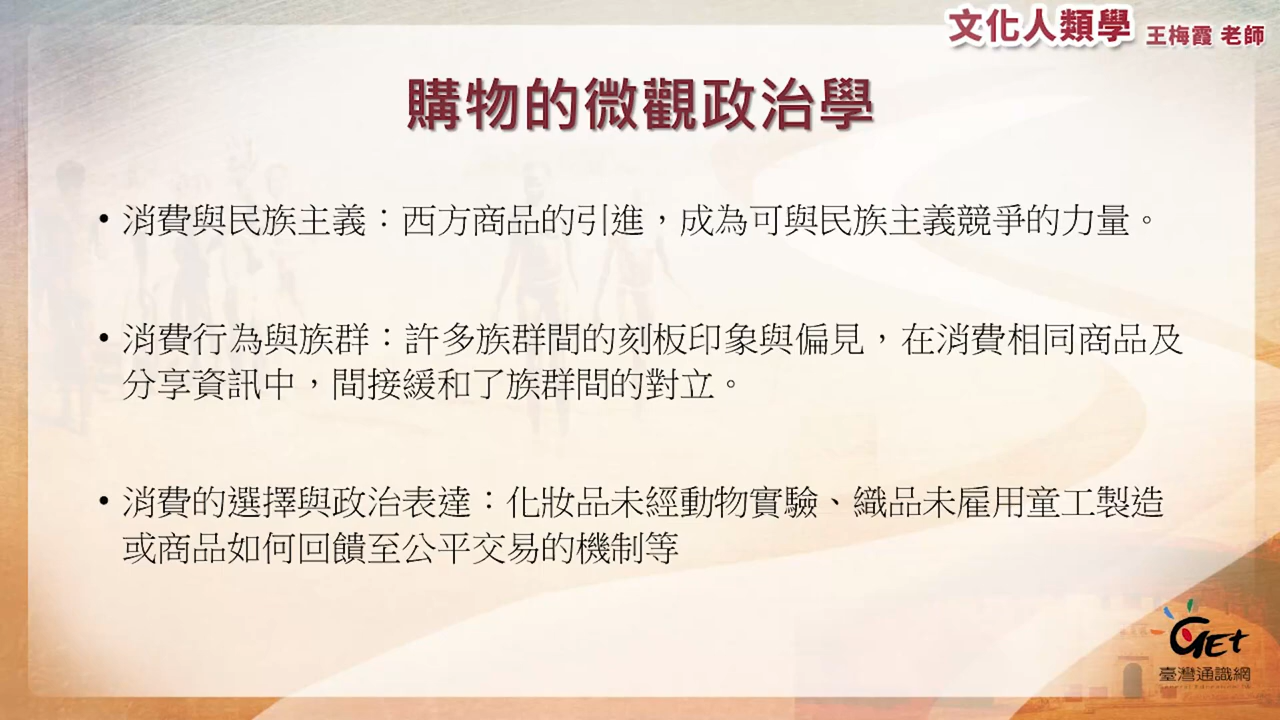 文化人類學 王梅霞 老師
購物的微觀政治學
• 消費與民族主義：西方商品的引進，成為可與民族主義競爭的力量。
• 消費行為與族群：許多族群間的刻板印象與偏見，在消費相同商品及
分享資訊中，間接緩和了族群間的對立。
• 消費的選擇與政治表達：化妝品未經動物實驗、織品未雇用童工製造
或商品如何回饋至公平交易的機制等
GEt
臺灣通識網